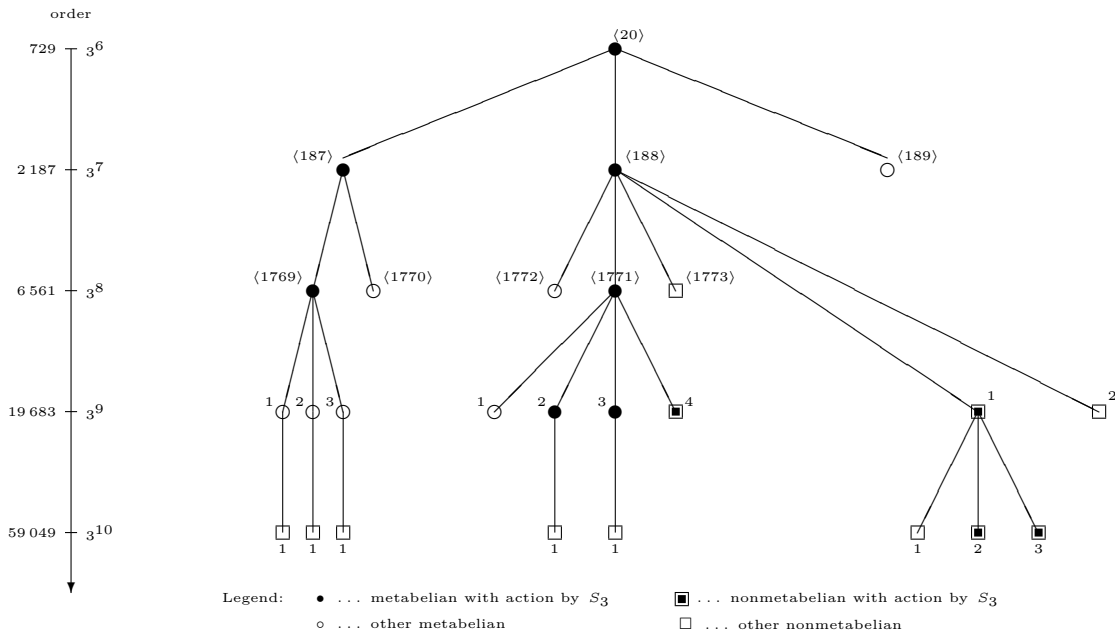 order
⟨20⟩
729 3^6
⟨187⟩ ⟨188⟩ ⟨189⟩
2 187 3^7
⟨1769⟩ ⟨1770⟩ ⟨1772⟩ ⟨1771⟩ ⟨1773⟩
6 561 3^8
1 2 3 1 2 3 4 1 2
19 683 3^9
59 049 3^10
1 1 1 1 1 1 2 3
Legend: ● ... metabelian with action by S_3 ▣ ... nonmetabelian with action by S_3
○ ... other metabelian □ ... other nonmetabelian